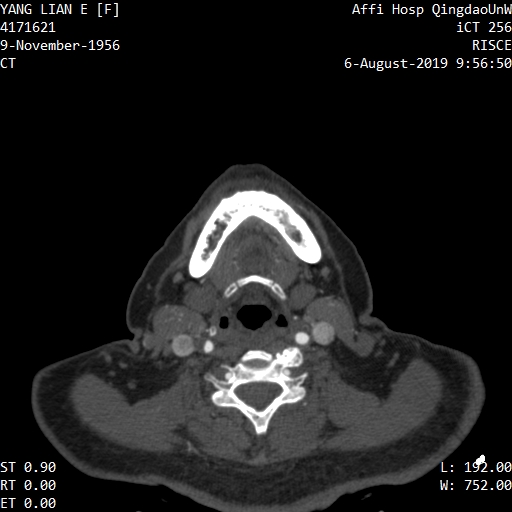 YANG LIAN E [F]
4171621
9-November-1956
CT
Affi Hosp QingdaoUnW
iCT 256
RISCE
6-August-2019 9:56:50
ST 0.90
RT 0.00
ET 0.00
L: 192.00
W: 752.00